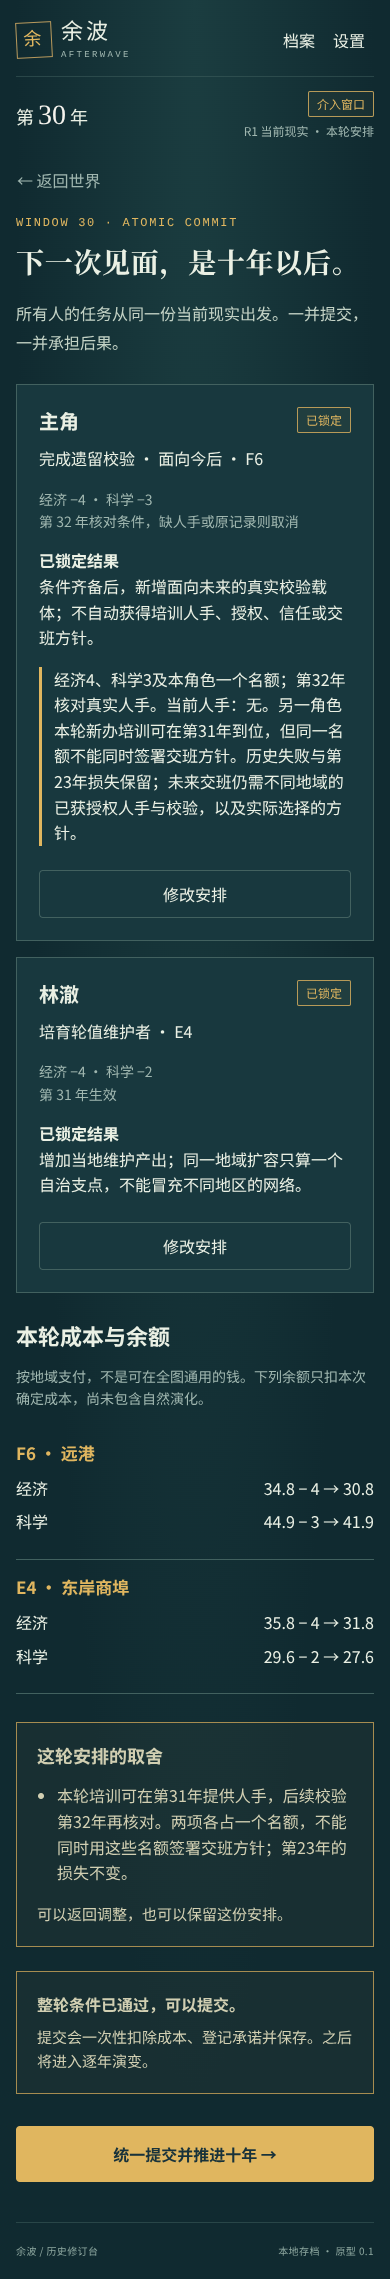 余
余波
AFTERWAVE
档案 设置
第 30 年
介入窗口
R1 当前现实 · 本轮安排
← 返回世界
WINDOW 30 · ATOMIC COMMIT
下一次见面，是十年以后。
所有人的任务从同一份当前现实出发。一并提交，
一并承担后果。
主角
已锁定
完成遗留校验 · 面向今后 · F6
经济 −4 · 科学 −3
第 32 年核对条件，缺人手或原记录则取消
已锁定结果
条件齐备后，新增面向未来的真实校验载
体；不自动获得培训人手、授权、信任或交
班方针。
经济4、科学3及本角色一个名额；第32年
核对真实人手。当前人手：无。另一角色
本轮新办培训可在第31年到位，但同一名
额不能同时签署交班方针。历史失败与第
23年损失保留；未来交班仍需不同地域的
已获授权人手与校验，以及实际选择的方
针。
修改安排
林澈
已锁定
培育轮值维护者 · E4
经济 −4 · 科学 −2
第 31 年生效
已锁定结果
增加当地维护产出；同一地域扩容只算一个
自治支点，不能冒充不同地区的网络。
修改安排
本轮成本与余额
按地域支付，不是可在全图通用的钱。下列余额只扣本次
确定成本，尚未包含自然演化。
F6 · 远港
经济 34.8 − 4 → 30.8
科学 44.9 − 3 → 41.9
E4 · 东岸商埠
经济 35.8 − 4 → 31.8
科学 29.6 − 2 → 27.6
这轮安排的取舍
• 本轮培训可在第31年提供人手，后续校验
第32年再核对。两项各占一个名额，不能
同时用这些名额签署交班方针；第23年的
损失不变。
可以返回调整，也可以保留这份安排。
整轮条件已通过，可以提交。
提交会一次性扣除成本、登记承诺并保存。之后
将进入逐年演变。
统一提交并推进十年 →
余波 / 历史修订台
本地存档 · 原型 0.1